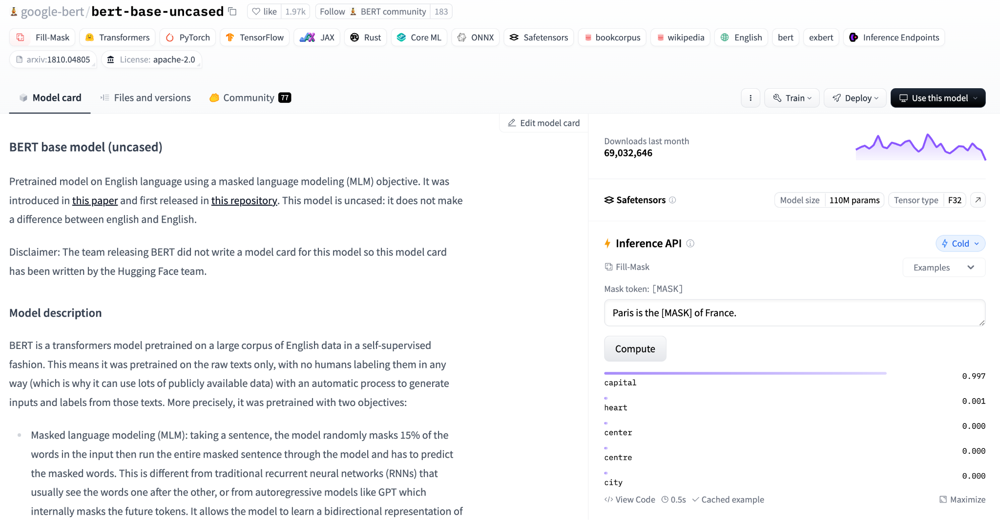 google-bert/bert-base-uncased like 1.97k Follow BERT community 183
Fill-Mask Transformers PyTorch TensorFlow JAX Rust Core ML ONNX Safetensors bookcorpus wikipedia English bert exbert Inference Endpoints
arxiv:1810.04805 License: apache-2.0
Model card Files and versions Community 77 Train Deploy Use this model
Edit model card
BERT base model (uncased)
Pretrained model on English language using a masked language modeling (MLM) objective. It was
introduced in this paper and first released in this repository. This model is uncased: it does not make
a difference between english and English.
Disclaimer: The team releasing BERT did not write a model card for this model so this model card
has been written by the Hugging Face team.
Model description
BERT is a transformers model pretrained on a large corpus of English data in a self-supervised
fashion. This means it was pretrained on the raw texts only, with no humans labeling them in any
way (which is why it can use lots of publicly available data) with an automatic process to generate
inputs and labels from those texts. More precisely, it was pretrained with two objectives:
Masked language modeling (MLM): taking a sentence, the model randomly masks 15% of the
words in the input then run the entire masked sentence through the model and has to predict
the masked words. This is different from traditional recurrent neural networks (RNNs) that
usually see the words one after the other, or from autoregressive models like GPT which
internally masks the future tokens. It allows the model to learn a bidirectional representation of
Downloads last month
69,032,646
Safetensors Model size 110M params Tensor type F32
Inference API Cold
Fill-Mask Examples
Mask token: [MASK]
Paris is the [MASK] of France.
Compute
capital 0.997
heart 0.001
center 0.000
centre 0.000
city 0.000
View Code 0.5s Cached example Maximize